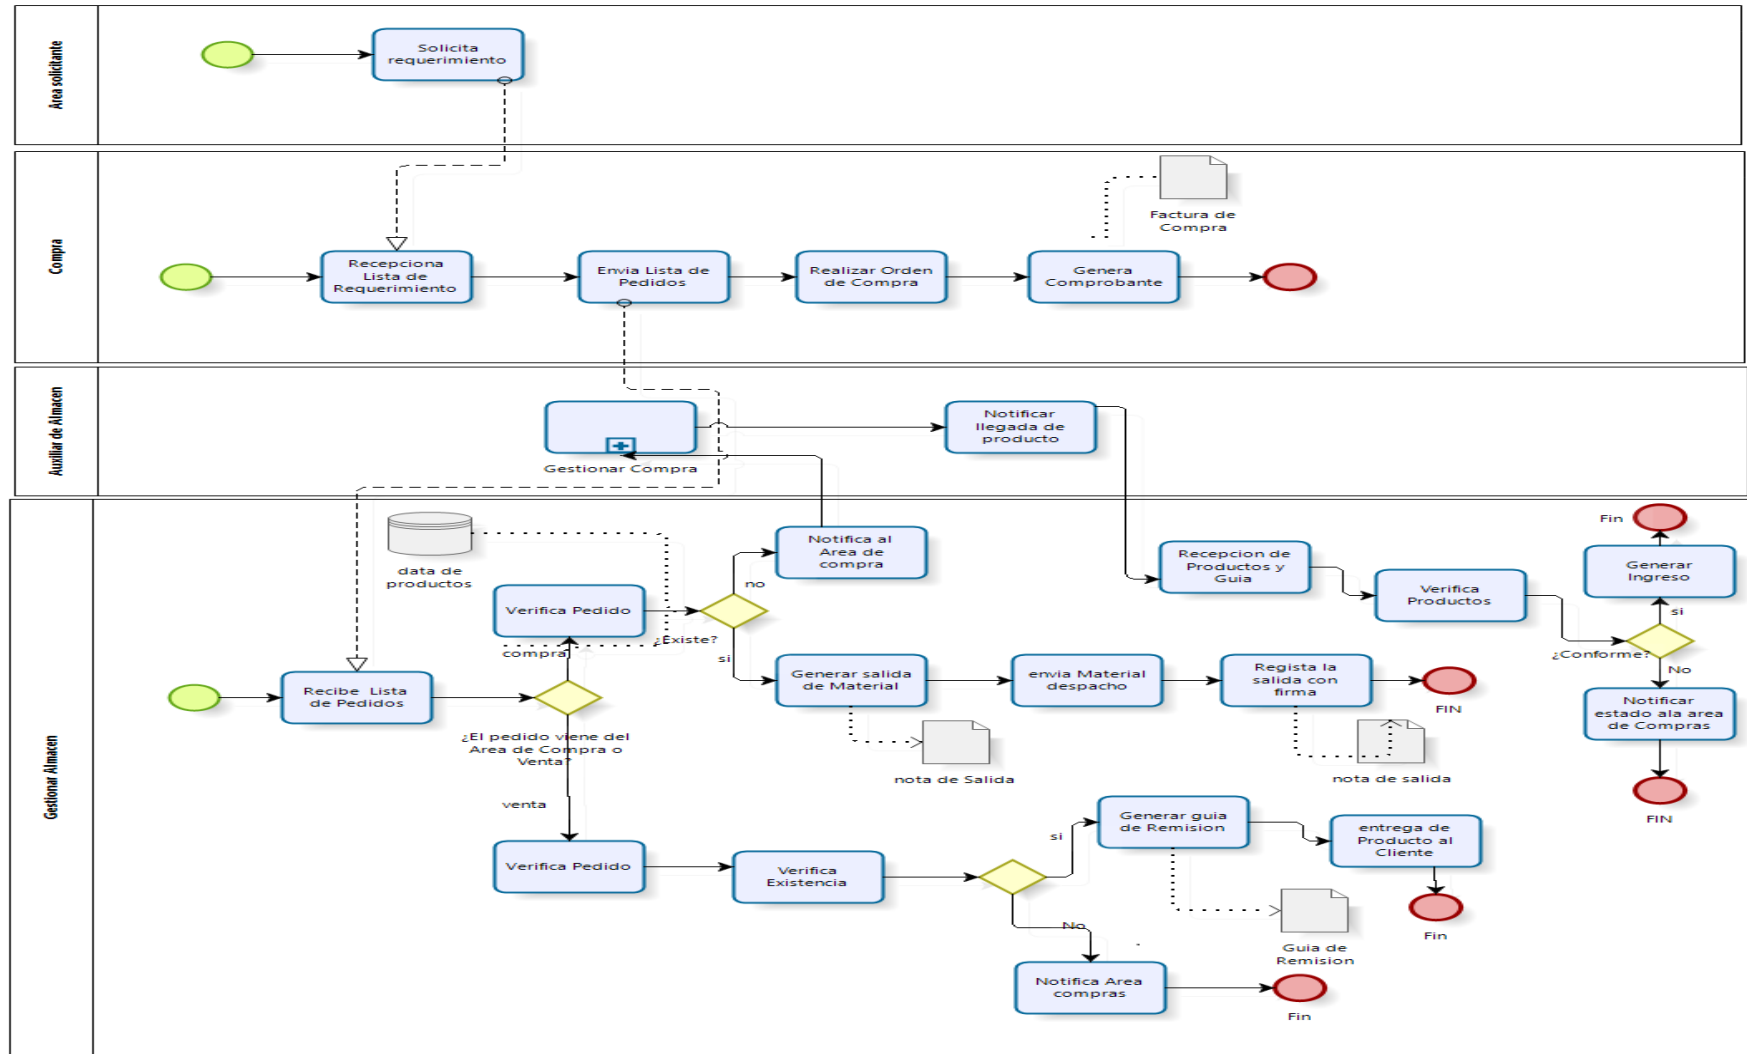 Area solicitante
Solicita
requerimiento
Compra
Factura de
Compra
Recepciona
Lista de
Requerimiento
Envia Lista de
Pedidos
Realizar Orden
de Compra
Genera
Comprobante
Auxiliar de Almacen
Gestionar Compra
Notificar
llegada de
producto
Gestionar Almacen
data de
productos
Notifica al
Area de
compra
no
Verifica Pedido
¿Existe?
compra
si
Recibe Lista
de Pedidos
¿El pedido viene del
Area de Compra o
Venta?
venta
Generar salida
de Material
nota de Salida
envia Material
despacho
Regista la
salida con
firma
FIN
nota de salida
Recepcion de
Productos y
Guia
Verifica
Productos
¿Conforme?
si
Generar
Ingreso
Fin
No
Notificar
estado ala area
de Compras
FIN
Verifica Pedido
Verifica
Existencia
si
Generar guia
de Remision
entrega de
Producto al
Cliente
Fin
Guia de
Remision
No
Notifica Area
compras
Fin